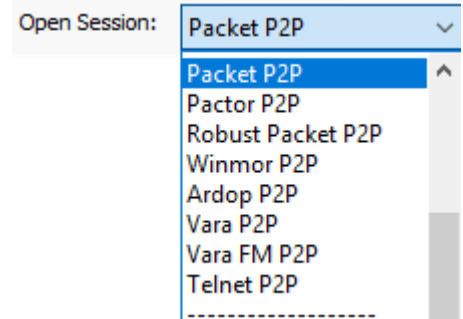 Open Session: Packet P2P
Packet P2P
Pactor P2P
Robust Packet P2P
Winmor P2P
Ardop P2P
Vara P2P
Vara FM P2P
Telnet P2P
-------------------